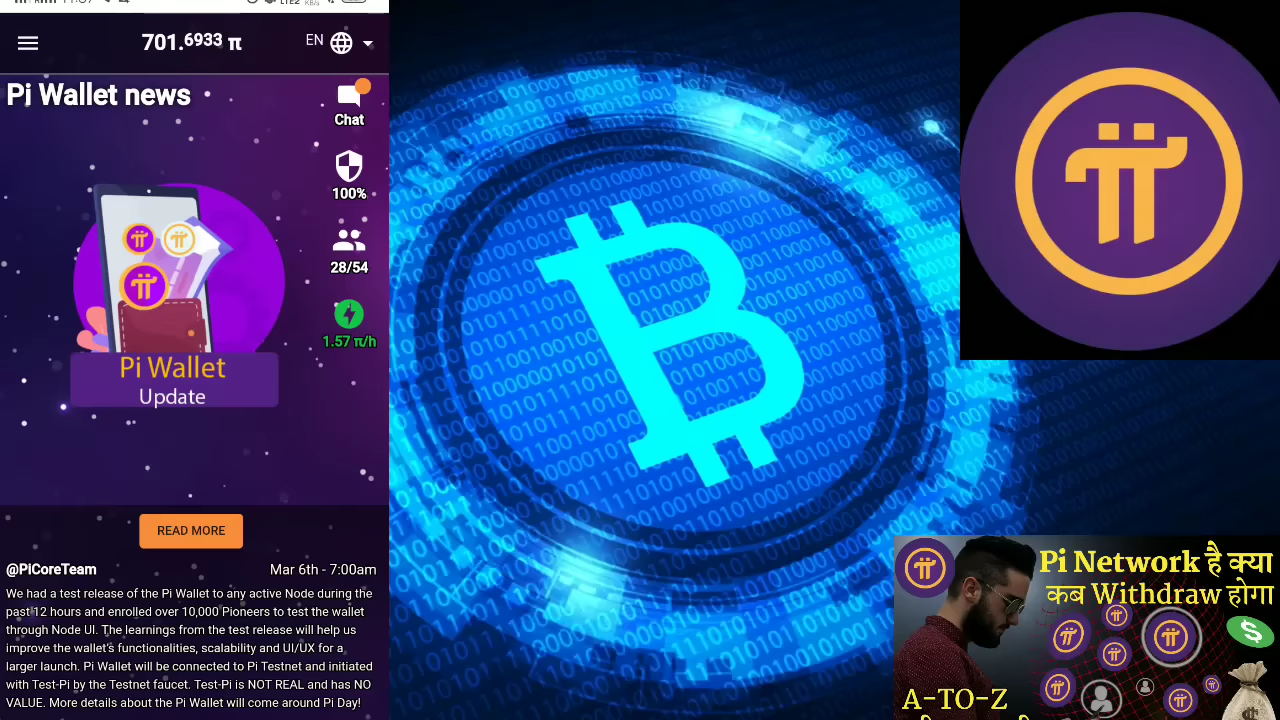 701.6933 π
EN
Pi Wallet news
Chat
100%
28/54
1.57 π/h
Pi Wallet
Update
READ MORE
@PiCoreTeam
Mar 6th - 7:00am
We had a test release of the Pi Wallet to any active Node during the
past 12 hours and enrolled over 10,000 Pioneers to test the wallet
through Node UI. The learnings from the test release will help us
improve the wallet's functionalities, scalability and UI/UX for a
larger launch. Pi Wallet will be connected to Pi Testnet and initiated
with Test-Pi by the Testnet faucet. Test-Pi is NOT REAL and has NO
VALUE. More details about the Pi Wallet will come around Pi Day!
Pi Network है क्या
कब Withdraw होगा
A-TO-Z